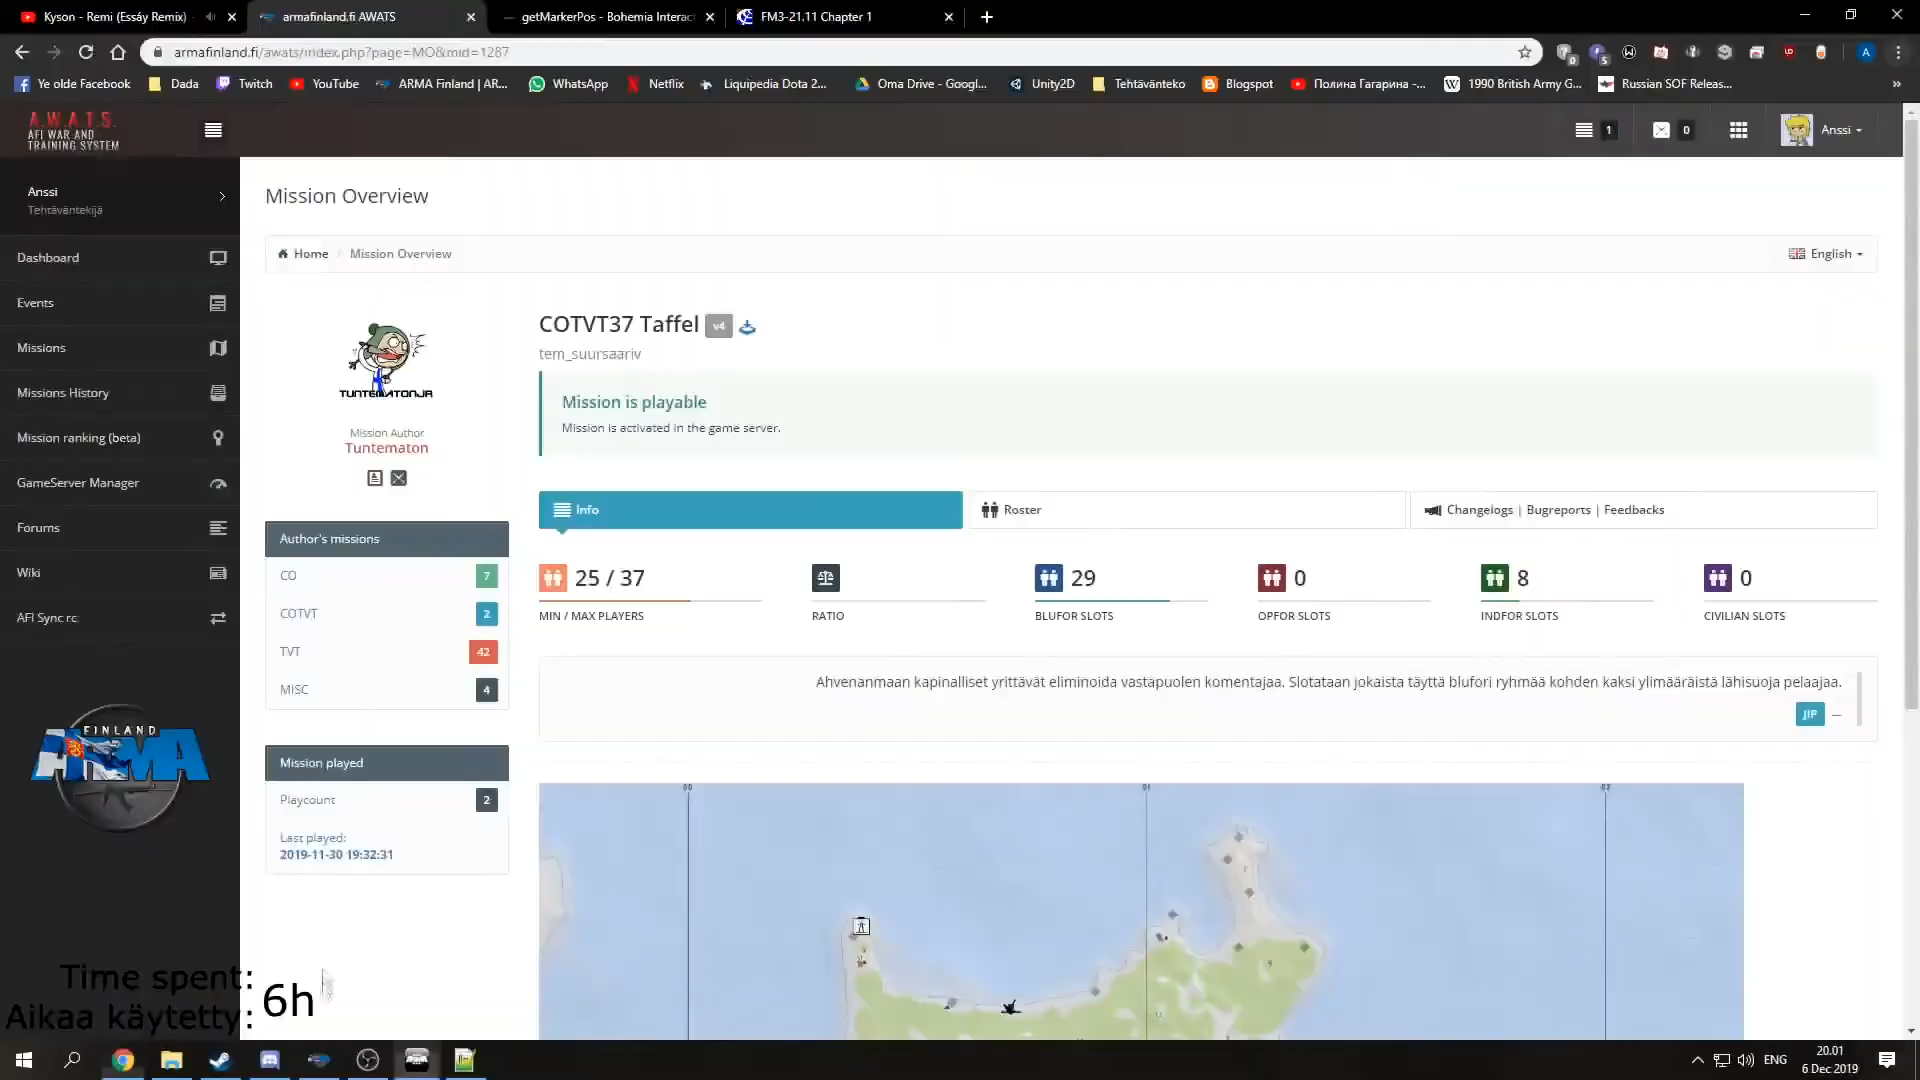 Kyson - Remi (Essáy Remix)
armafinland.fi AWATS
getMarkerPos - Bohemia Interact
FM3-21.11 Chapter 1
armafinland.fi/awats/index.php?page=MO&mid=1287
Ye olde Facebook
Dada
Twitch
YouTube
ARMA Finland | AR...
WhatsApp
Netflix
Liquipedia Dota 2...
Oma Drive - Googl...
Unity2D
Tehtävänteko
Blogspot
Полина Гагарина -...
1990 British Army G...
Russian SOF Releas...
A.W.A.T.S.
AFI WAR AND
TRAINING SYSTEM
1
0
Anssi
Anssi
Tehtäväntekijä
Dashboard
Events
Missions
Missions History
Mission ranking (beta)
GameServer Manager
Forums
Wiki
AFI Sync rc
FINLAND
ARMA
Mission Overview
Home / Mission Overview
English
TUNTEMATONJA
Mission Author
Tuntematon
Author's missions
CO 7
COTVT 2
TVT 42
MISC 4
Mission played
Playcount 2
Last played:
2019-11-30 19:32:31
COTVT37 Taffel v4
tem_suursaariv
Mission is playable
Mission is activated in the game server.
Info
Roster
Changelogs | Bugreports | Feedbacks
25 / 37
MIN / MAX PLAYERS
RATIO
29
BLUFOR SLOTS
0
OPFOR SLOTS
8
INDFOR SLOTS
0
CIVILIAN SLOTS
Ahvenanmaan kapinalliset yrittävät eliminoida vastapuolen komentajaa. Slotataan jokaista täyttä blufori ryhmää kohden kaksi ylimääräistä lähisuoja pelaajaa.
JIP —
00
01
02
Time spent:
Aikaa käytetty:
6h
ENG
20.01
6 Dec 2019